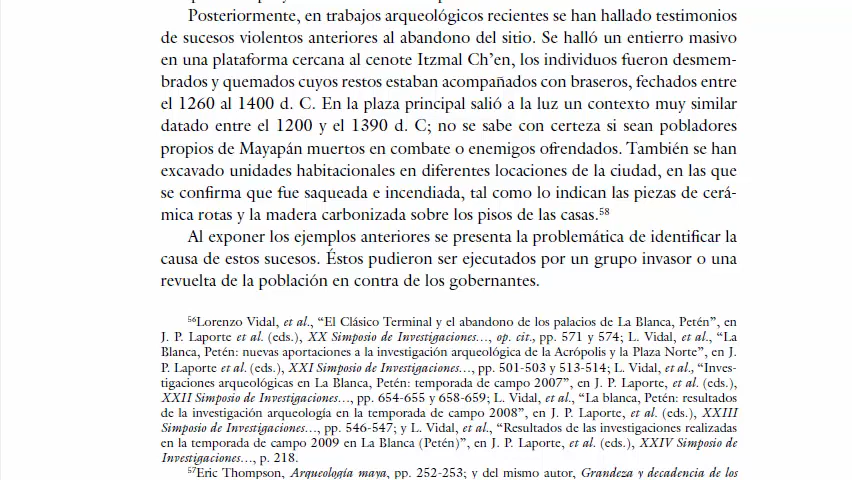 Posteriormente, en trabajos arqueológicos recientes se han hallado testimonios
de sucesos violentos anteriores al abandono del sitio. Se halló un entierro masivo
en una plataforma cercana al cenote Itzmal Ch’en, los individuos fueron desmem-
brados y quemados cuyos restos estaban acompañados con braseros, fechados entre
el 1260 al 1400 d. C. En la plaza principal salió a la luz un contexto muy similar
datado entre el 1200 y el 1390 d. C; no se sabe con certeza si sean pobladores
propios de Mayapán muertos en combate o enemigos ofrendados. También se han
excavado unidades habitacionales en diferentes locaciones de la ciudad, en las que
se confirma que fue saqueada e incendiada, tal como lo indican las piezas de cerá-
mica rotas y la madera carbonizada sobre los pisos de las casas.⁵⁸
Al exponer los ejemplos anteriores se presenta la problemática de identificar la
causa de estos sucesos. Éstos pudieron ser ejecutados por un grupo invasor o una
revuelta de la población en contra de los gobernantes.
⁵⁶Lorenzo Vidal, et al., “El Clásico Terminal y el abandono de los palacios de La Blanca, Petén”, en
J. P. Laporte et al. (eds.), XX Simposio de Investigaciones…, op. cit., pp. 571 y 574; L. Vidal, et al., “La
Blanca, Petén: nuevas aportaciones a la investigación arqueológica de la Acrópolis y la Plaza Norte”, en J.
P. Laporte et al. (eds.), XXI Simposio de Investigaciones…, pp. 501-503 y 513-514; L. Vidal, et al., “Inves-
tigaciones arqueológicas en La Blanca, Petén: temporada de campo 2007”, en J. P. Laporte, et al. (eds.),
XXII Simposio de Investigaciones…, pp. 654-655 y 658-659; L. Vidal, et al., “La blanca, Petén: resultados
de la investigación arqueología en la temporada de campo 2008”, en J. P. Laporte, et al. (eds.), XXIII
Simposio de Investigaciones…, pp. 546-547; y L. Vidal, et al., “Resultados de las investigaciones realizadas
en la temporada de campo 2009 en La Blanca (Petén)”, en J. P. Laporte, et al. (eds.), XXIV Simposio de
Investigaciones…, p. 218.
⁵⁷Eric Thompson, Arqueología maya, pp. 252-253; y del mismo autor, Grandeza y decadencia de los